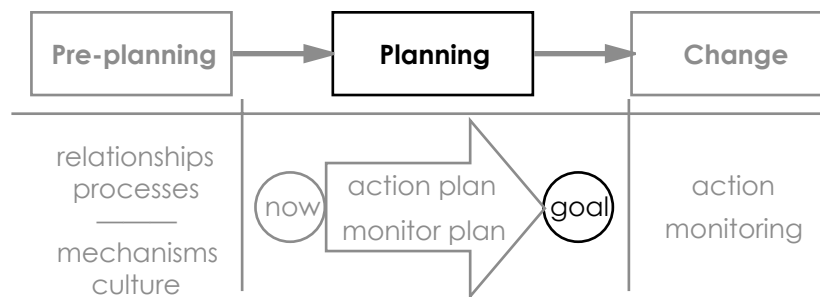 Pre-planning
Planning
Change
relationships
processes
mechanisms
culture
now
action plan
monitor plan
goal
action
monitoring